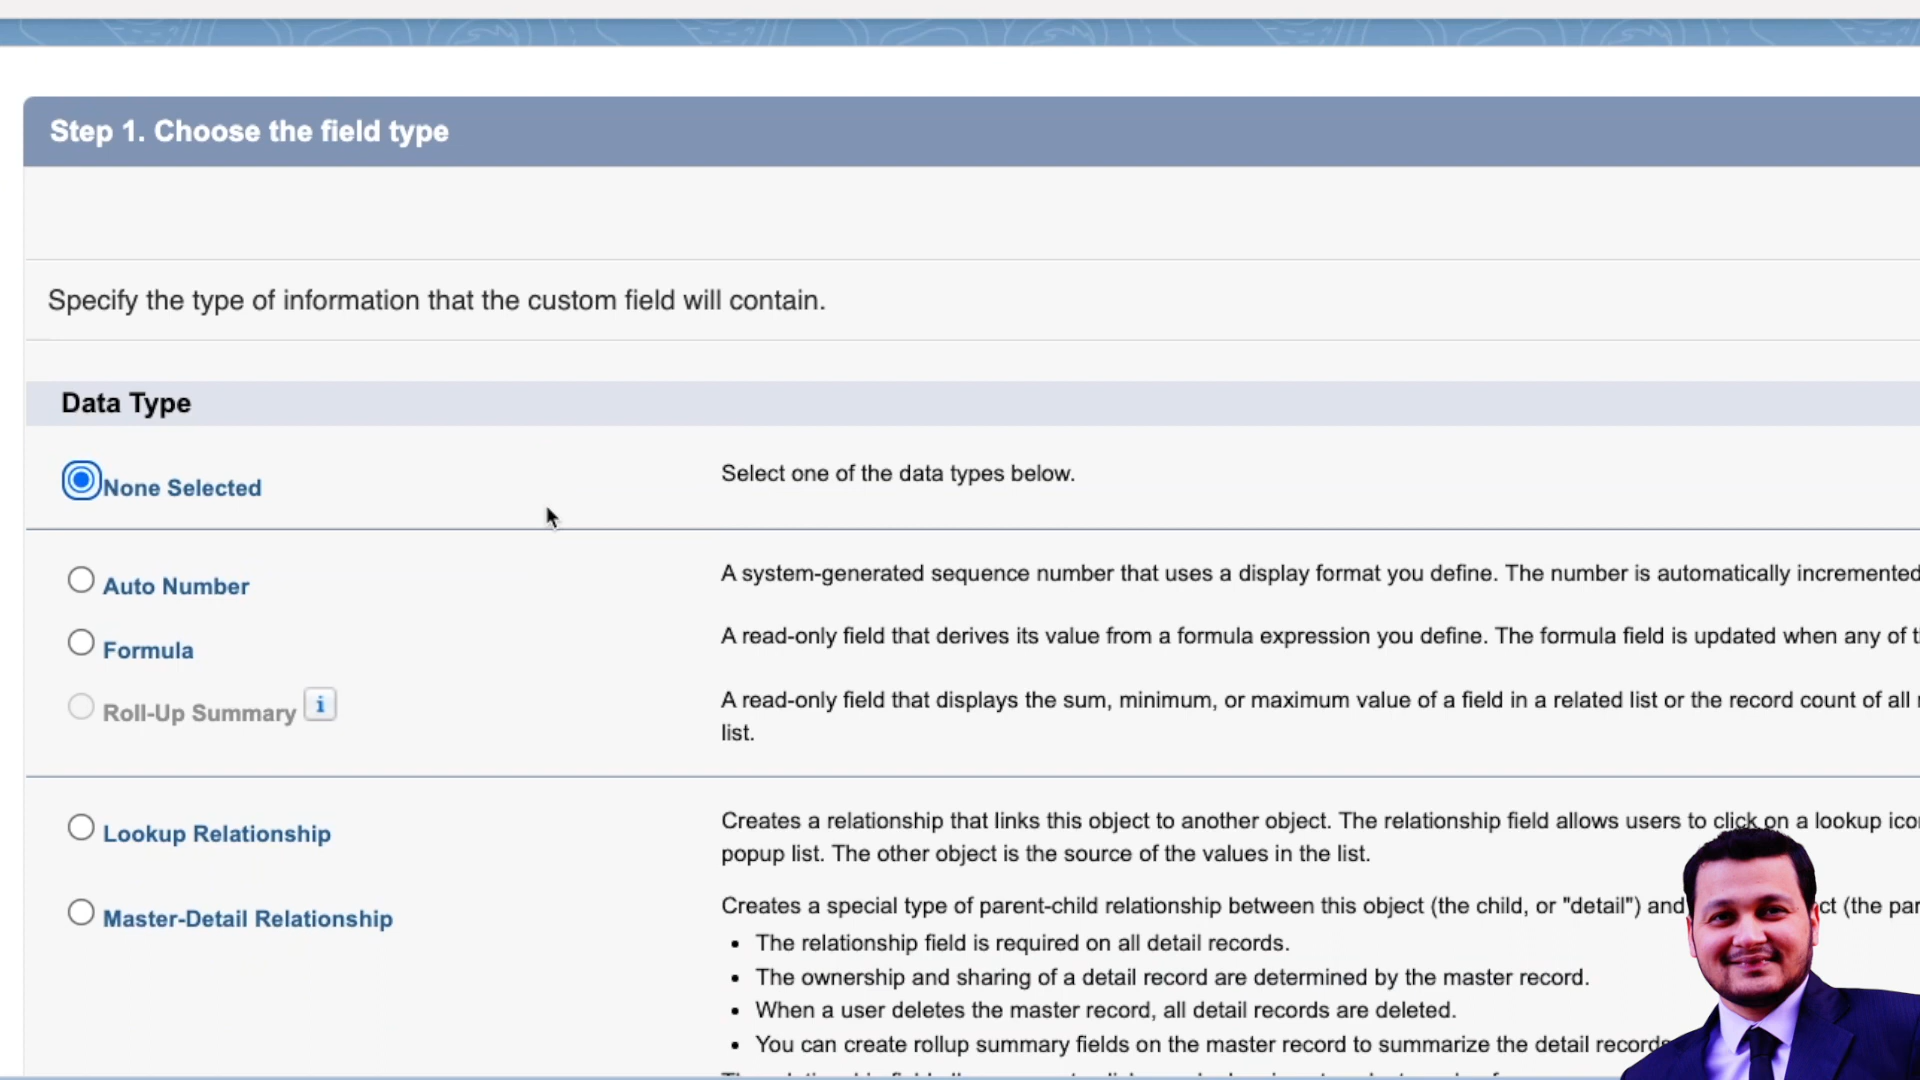 Step 1. Choose the field type
Specify the type of information that the custom field will contain.
Data Type
None Selected
Select one of the data types below.
Auto Number
A system-generated sequence number that uses a display format you define. The number is automatically incremented
Formula
A read-only field that derives its value from a formula expression you define. The formula field is updated when any of
Roll-Up Summary i
A read-only field that displays the sum, minimum, or maximum value of a field in a related list or the record count of all
list.
Lookup Relationship
Creates a relationship that links this object to another object. The relationship field allows users to click on a lookup
popup list. The other object is the source of the values in the list.
Master-Detail Relationship
Creates a special type of parent-child relationship between this object (the child, or "detail") and (the
• The relationship field is required on all detail records.
• The ownership and sharing of a detail record are determined by the master record.
• When a user deletes the master record, all detail records are deleted.
• You can create rollup summary fields on the master record to summarize the detail records